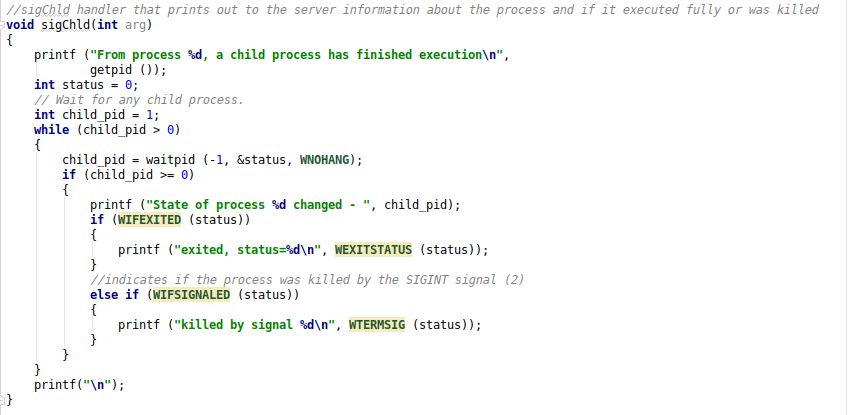 //sigChld handler that prints out to the server information about the process and if it executed fully or was killed
void sigChld(int arg)
{
    printf ("From process %d, a child process has finished execution\n",
            getpid ());
    int status = 0;
    // Wait for any child process.
    int child_pid = 1;
    while (child_pid > 0)
    {
        child_pid = waitpid (-1, &status, WNOHANG);
        if (child_pid >= 0)
        {
            printf ("State of process %d changed - ", child_pid);
            if (WIFEXITED (status))
            {
                printf ("exited, status=%d\n", WEXITSTATUS (status));
            }
            //indicates if the process was killed by the SIGINT signal (2)
            else if (WIFSIGNALED (status))
            {
                printf ("killed by signal %d\n", WTERMSIG (status));
            }
        }
    }
    printf("\n");
}